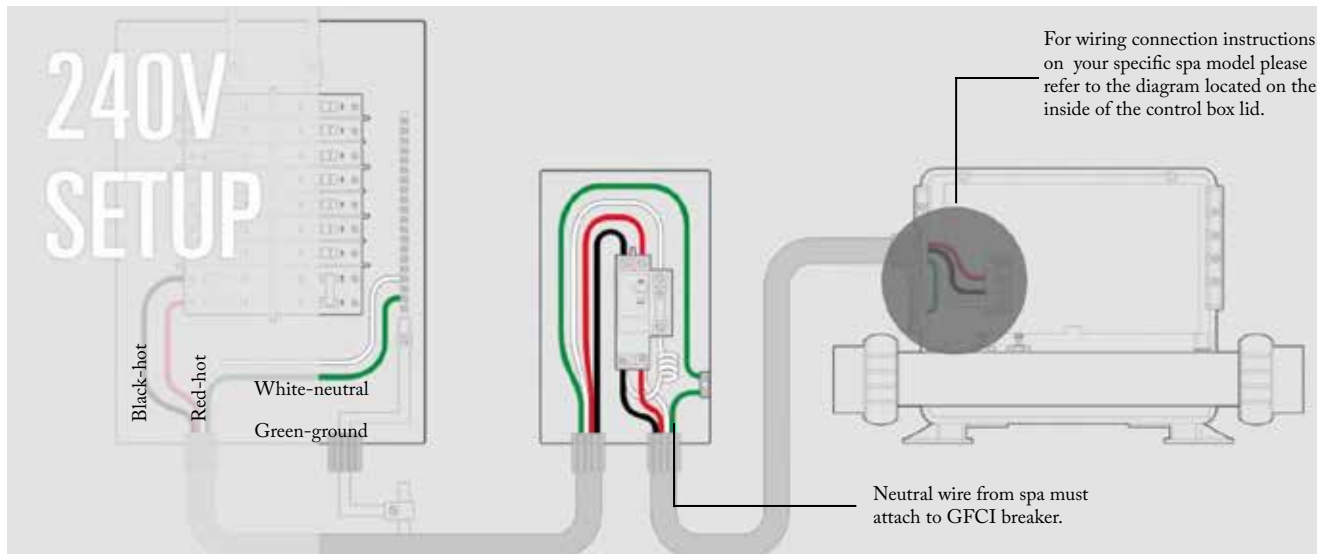 240V
SETUP
Black-hot
Red-hot
White-neutral
Green-ground
For wiring connection instructions
on your specific spa model please
refer to the diagram located on the
inside of the control box lid.
Neutral wire from spa must
attach to GFCI breaker.